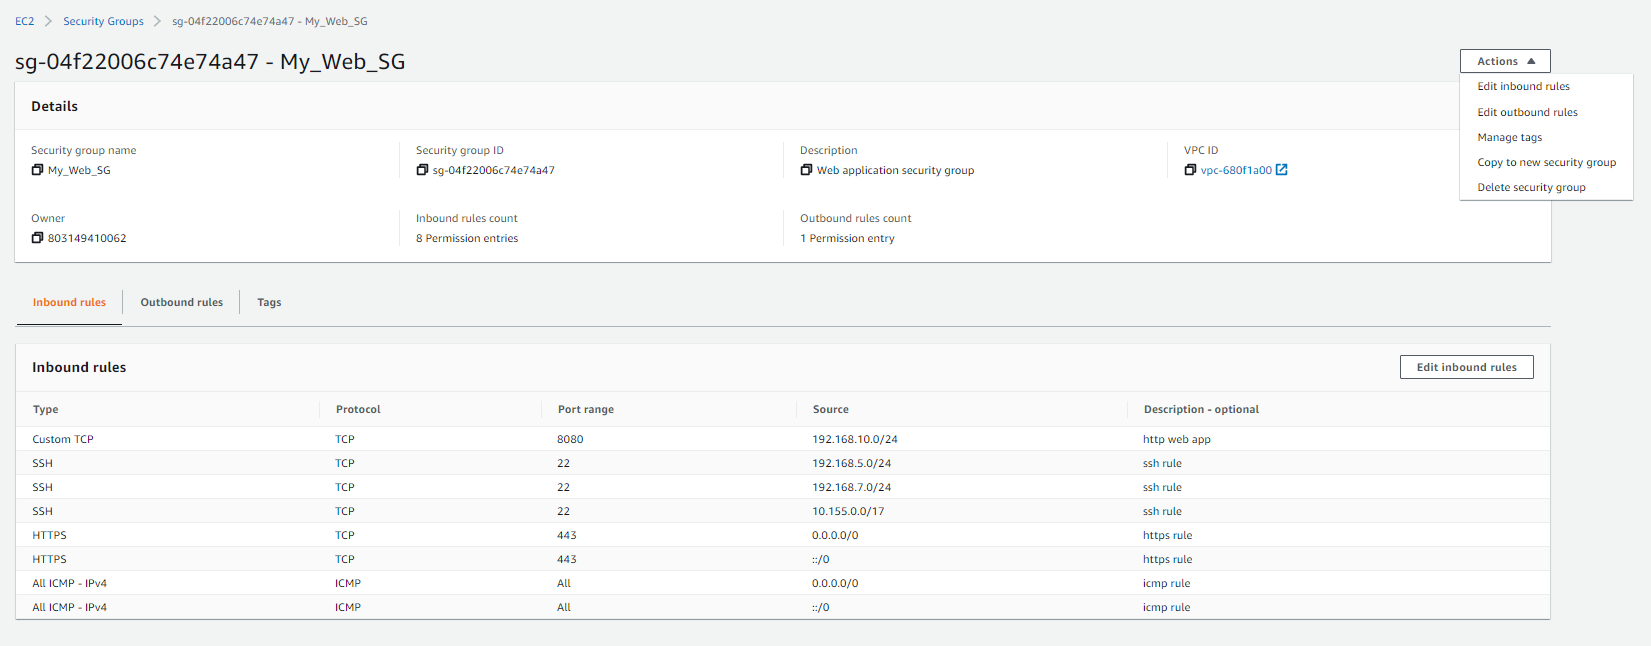 EC2 > Security Groups > sg-04f22006c74e74a47 - My_Web_SG
sg-04f22006c74e74a47 - My_Web_SG
Actions
Edit inbound rules
Edit outbound rules
Manage tags
Copy to new security group
Delete security group
Details
Security group name
My_Web_SG
Security group ID
sg-04f22006c74e74a47
Description
Web application security group
VPC ID
vpc-680f1a00
Owner
803149410062
Inbound rules count
8 Permission entries
Outbound rules count
1 Permission entry
Inbound rules Outbound rules Tags
Inbound rules Edit inbound rules
Type Protocol Port range Source Description - optional
Custom TCP TCP 8080 192.168.10.0/24 http web app
SSH TCP 22 192.168.5.0/24 ssh rule
SSH TCP 22 192.168.7.0/24 ssh rule
SSH TCP 22 10.155.0.0/17 ssh rule
HTTPS TCP 443 0.0.0.0/0 https rule
HTTPS TCP 443 ::/0 https rule
All ICMP - IPv4 ICMP All 0.0.0.0/0 icmp rule
All ICMP - IPv4 ICMP All ::/0 icmp rule